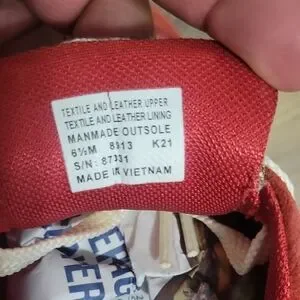 TEXTILE AND LEATHER UPPER
TEXTILE AND LEATHER LINING
MANMADE OUTSOLE
6½M 8313 K21
S/N: 87331
MADE IN VIETNAM